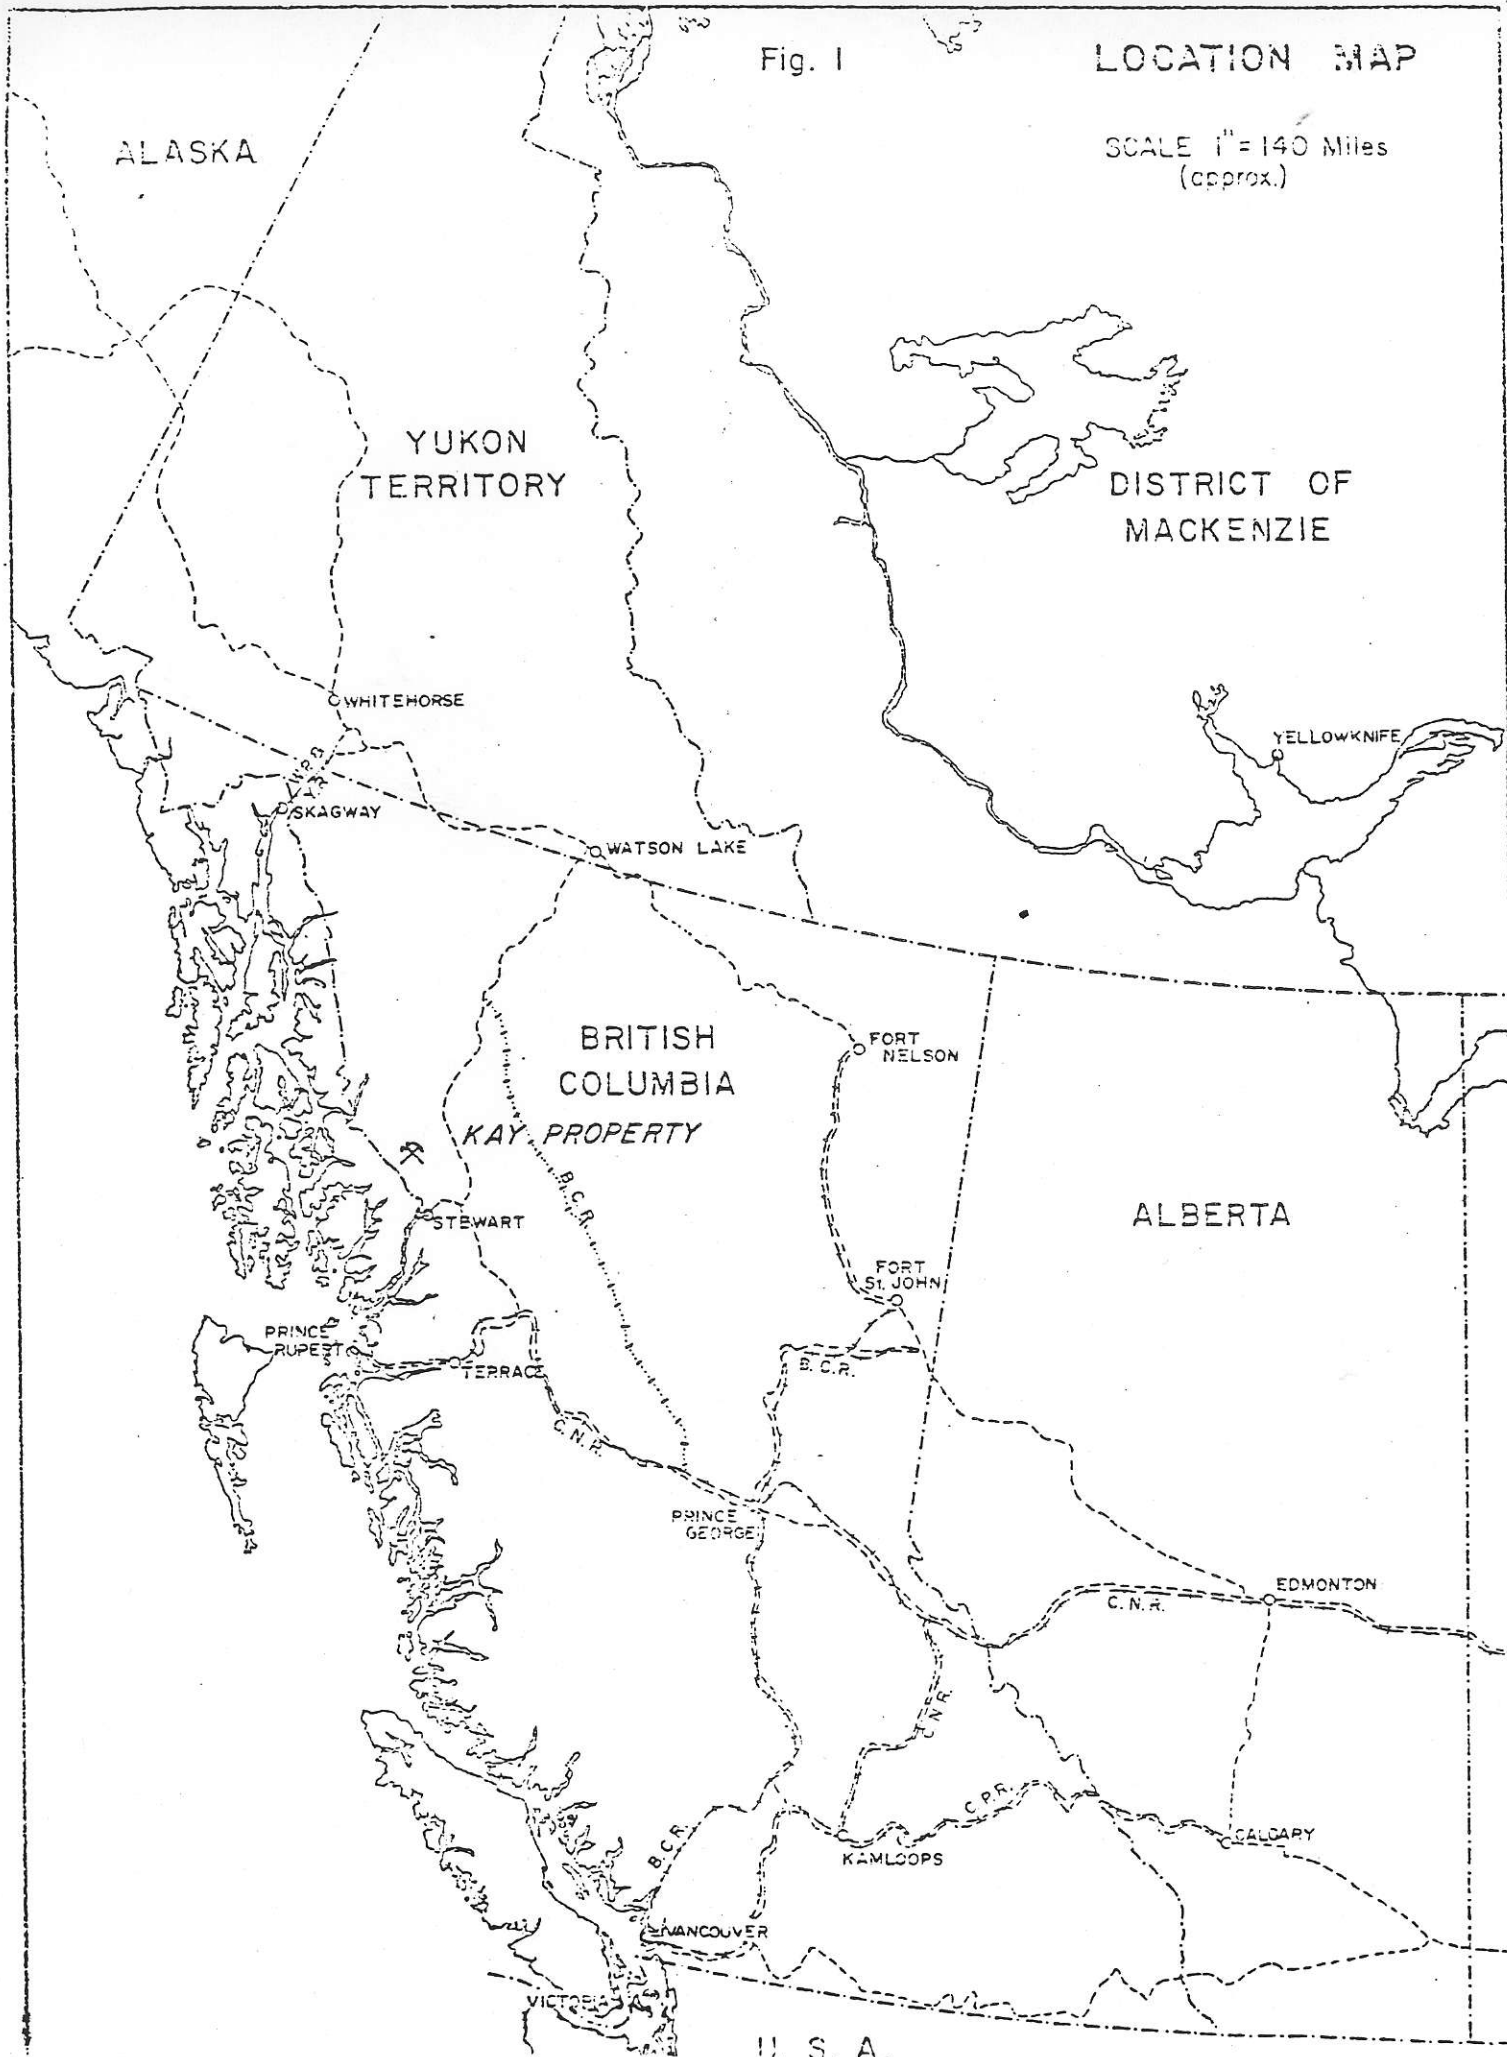 Fig. 1
LOCATION MAP
SCALE 1" = 140 Miles
(approx.)
ALASKA
YUKON
TERRITORY
DISTRICT OF
MACKENZIE
WHITEHORSE
YELLOWKNIFE
SKAGWAY
WATSON LAKE
FORT
NELSON
BRITISH
COLUMBIA
KAY PROPERTY
B.C.R.
STEWART
ALBERTA
FORT
ST. JOHN
PRINCE
RUPERT
TERRACE
B.C.R.
C.N.R.
PRINCE
GEORGE
EDMONTON
C.N.R.
C.N.R.
C.P.R.
B.C.R.
KAMLOOPS
CALGARY
VANCOUVER
VICTORIA
U.S.A.